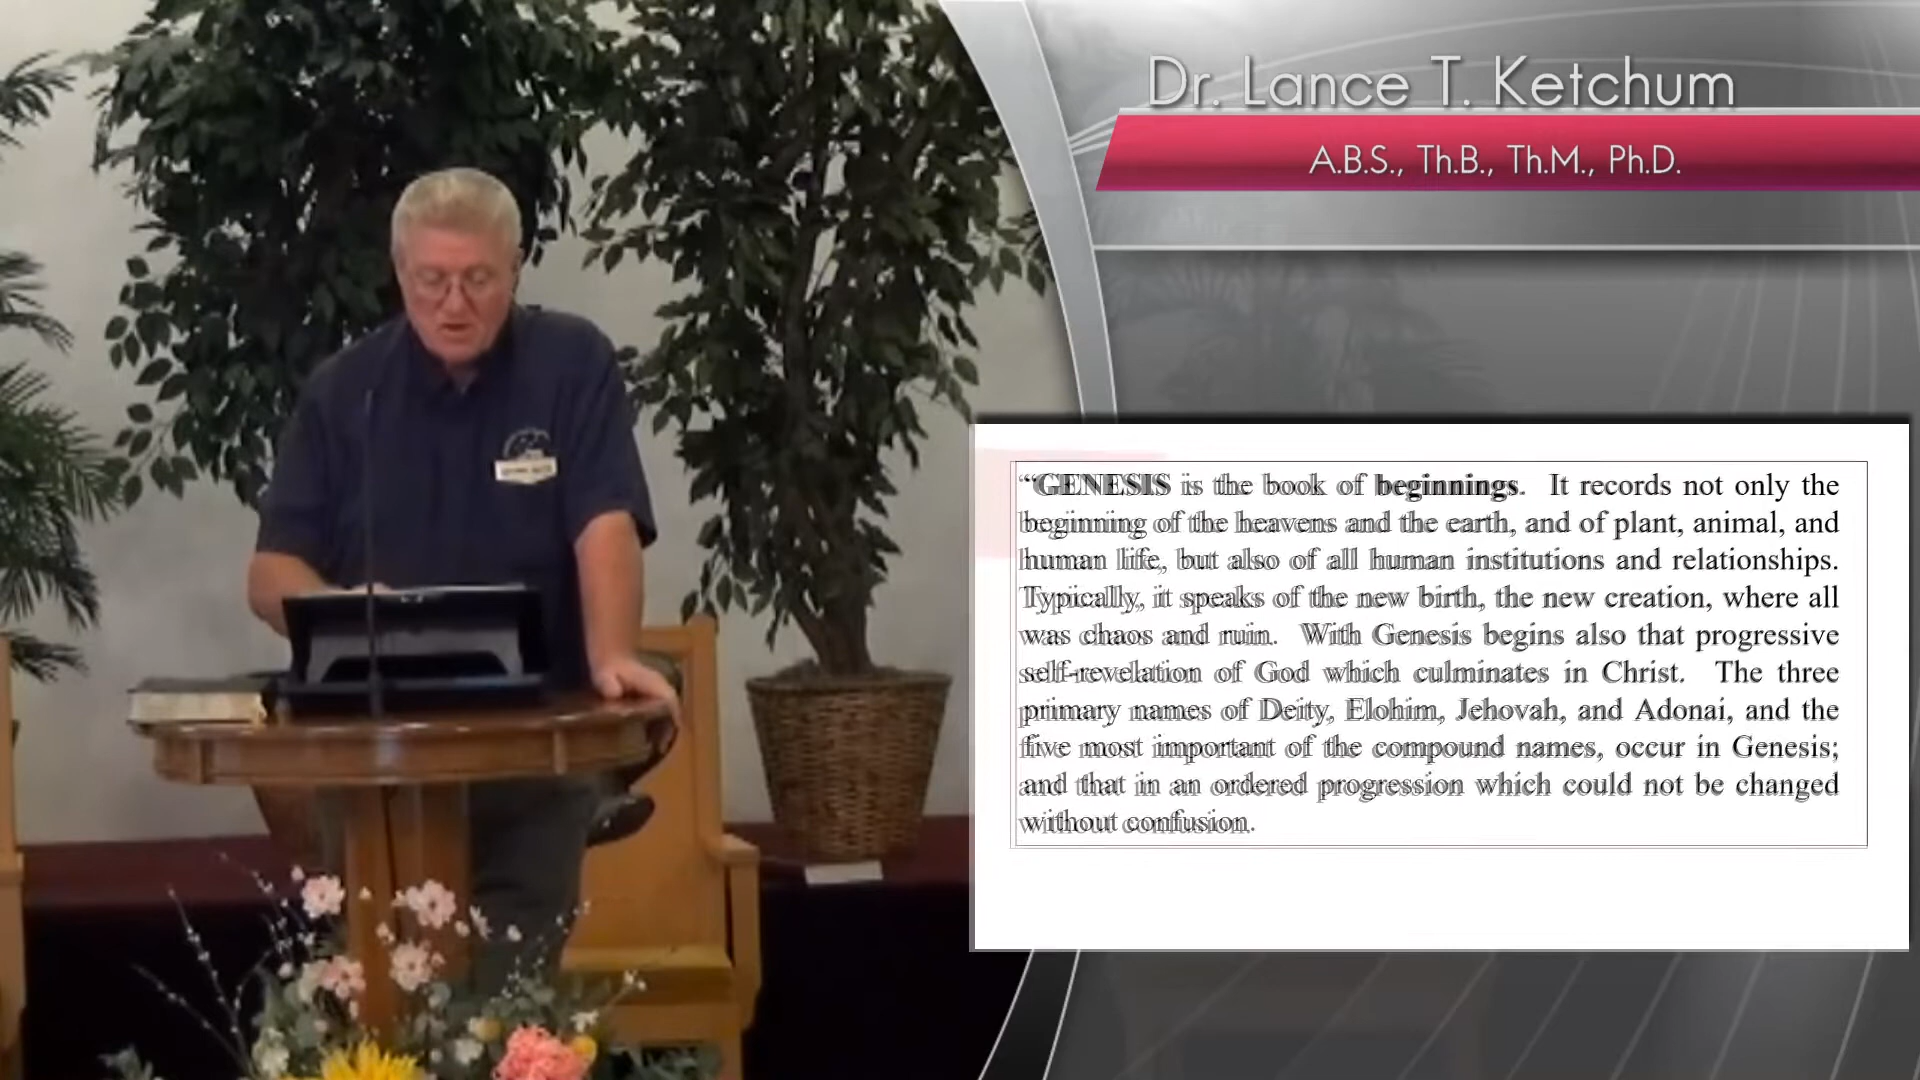 Dr. Lance T. Ketchum
A.B.S., Th.B., Th.M., Ph.D.
“GENESIS is the book of beginnings. It records not only the
beginning of the heavens and the earth, and of plant, animal, and
human life, but also of all human institutions and relationships.
Typically, it speaks of the new birth, the new creation, where all
was chaos and ruin. With Genesis begins also that progressive
self-revelation of God which culminates in Christ. The three
primary names of Deity, Elohim, Jehovah, and Adonai, and the
five most important of the compound names, occur in Genesis;
and that in an ordered progression which could not be changed
without confusion.